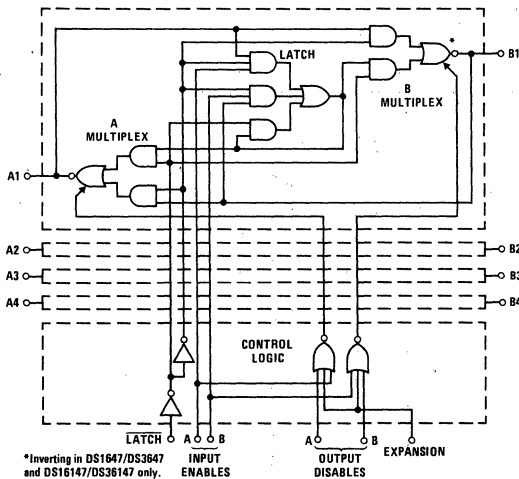 LATCH
*
B1
B
MULTIPLEX
A
MULTIPLEX
A1
A2
B2
A3
B3
A4
B4
CONTROL
LOGIC
LATCH
A
B
A
B
EXPANSION
INPUT
ENABLES
OUTPUT
DISABLES
*Inverting in DS1647/DS3647
and DS16147/DS36147 only.